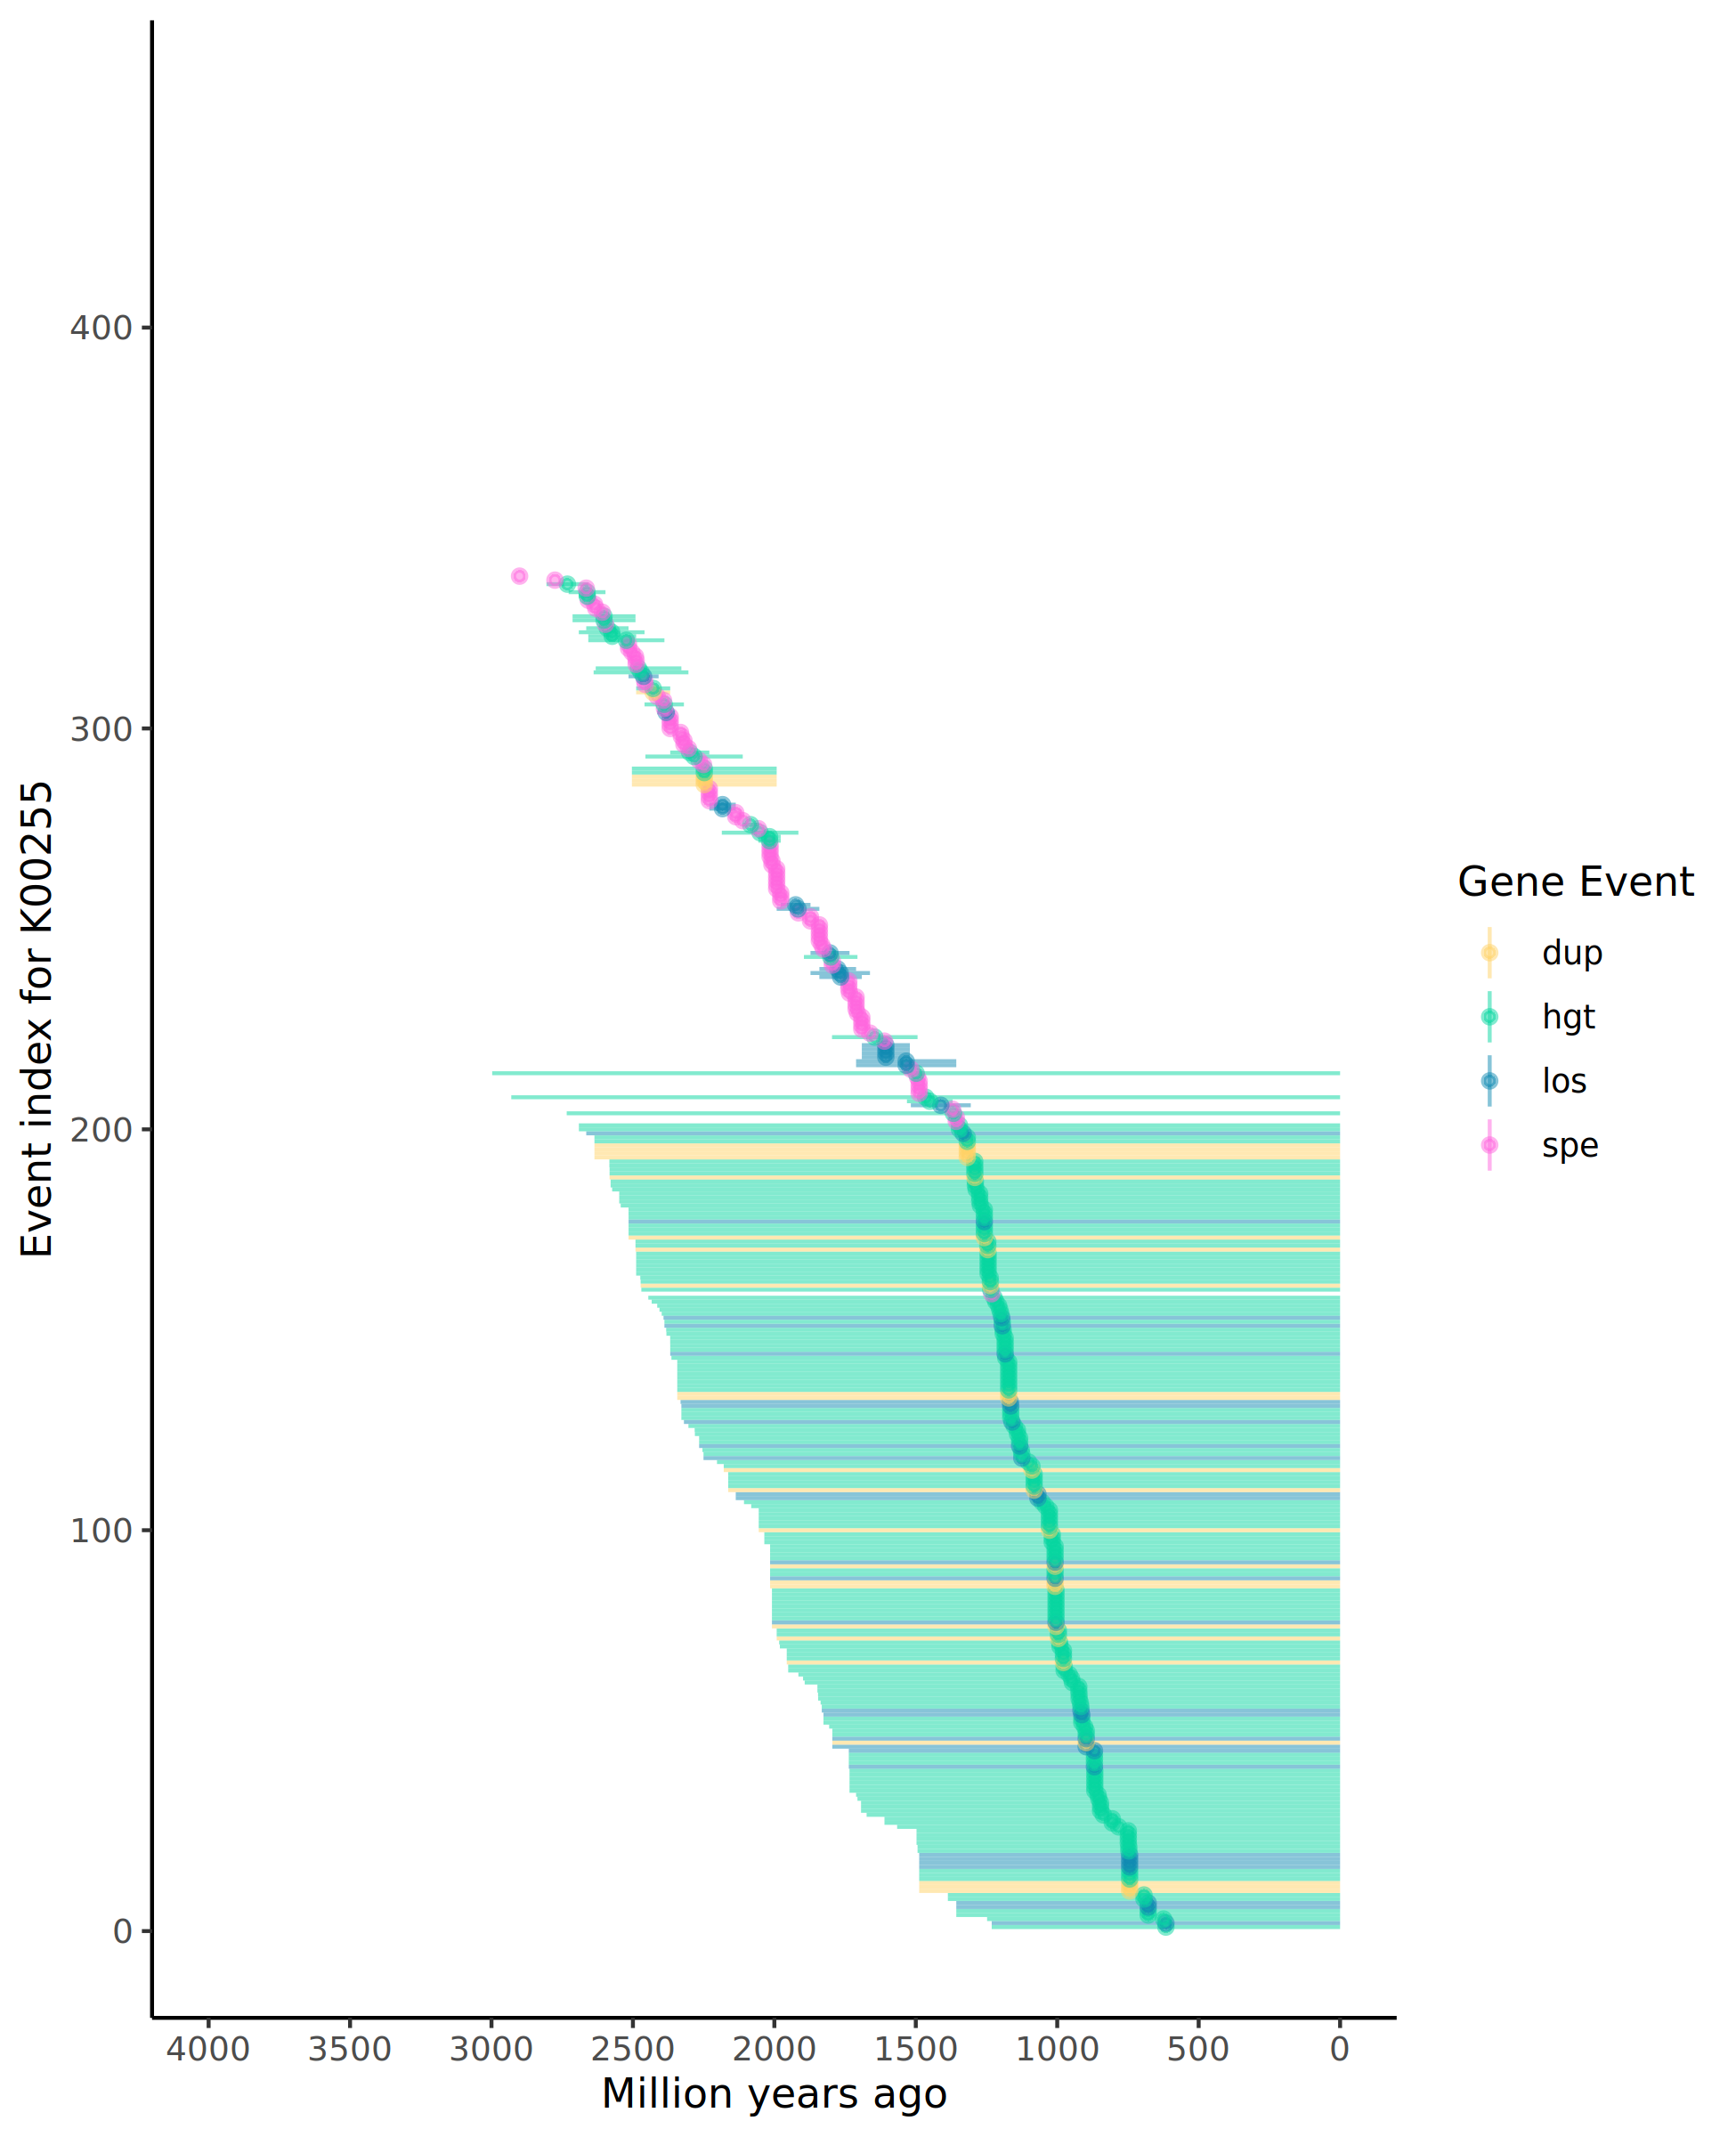 Event index for K00255
400
300
200
100
0
4000 3500 3000 2500 2000 1500 1000 500 0
Million years ago
Gene Event
dup
hgt
los
spe